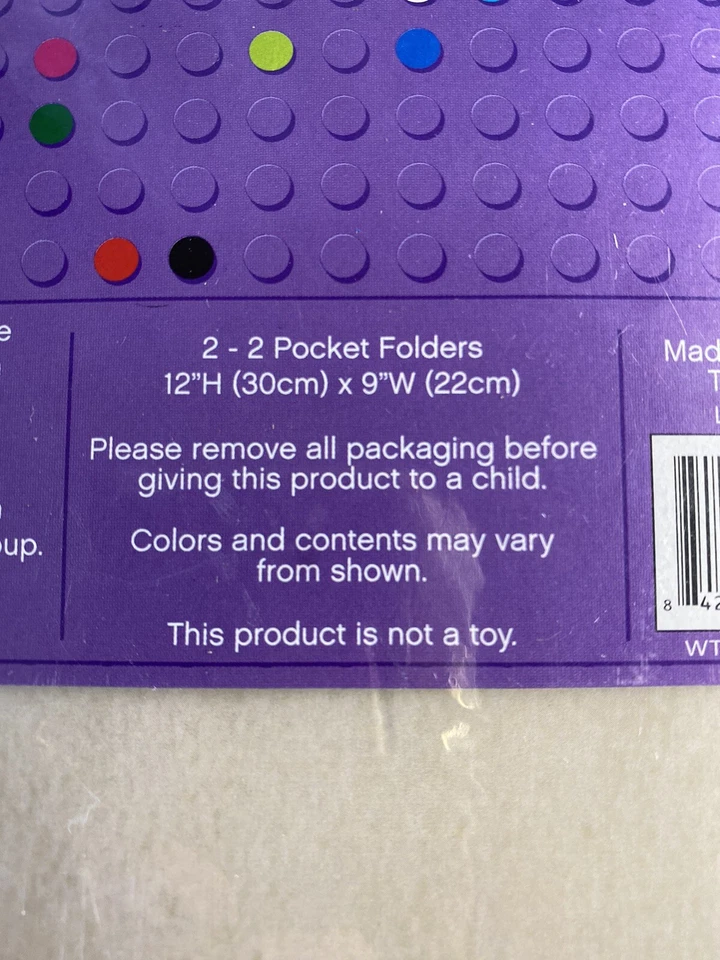 2 - 2 Pocket Folders
12”H (30cm) x 9”W (22cm)
Please remove all packaging before
giving this product to a child.
Colors and contents may vary
from shown.
This product is not a toy.